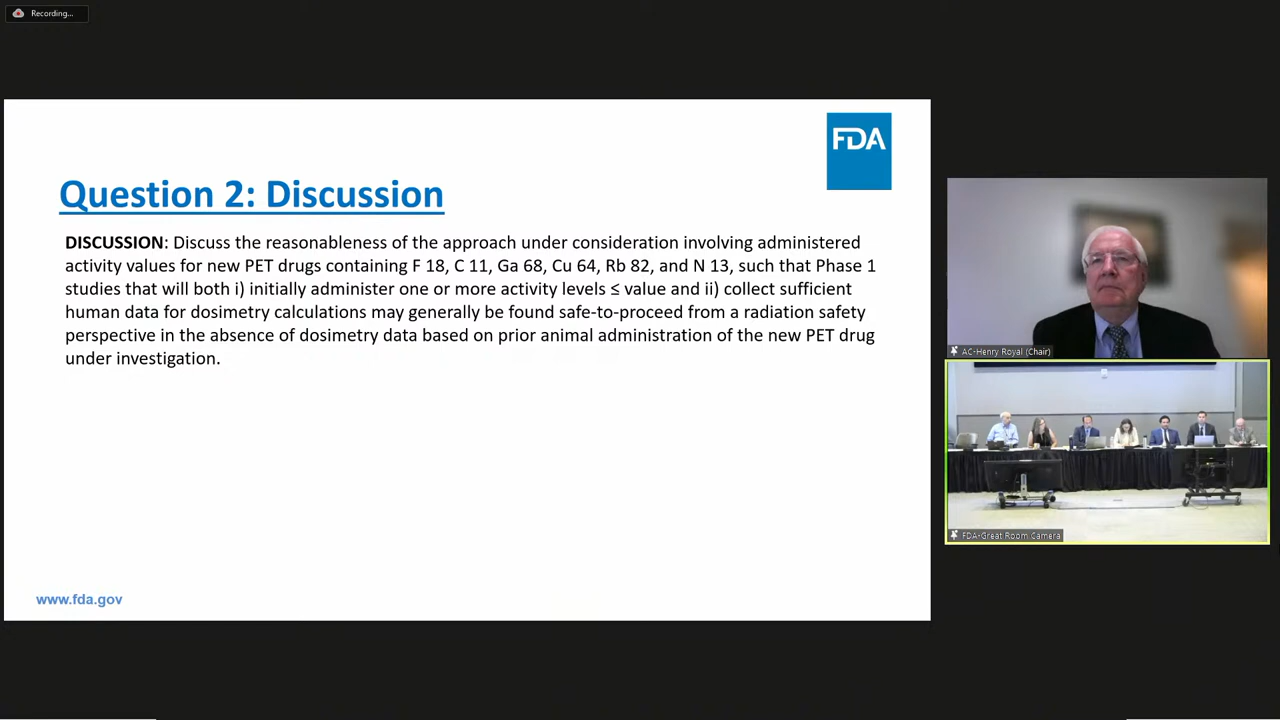 Recording...
FDA
Question 2: Discussion
DISCUSSION: Discuss the reasonableness of the approach under consideration involving administered
activity values for new PET drugs containing F 18, C 11, Ga 68, Cu 64, Rb 82, and N 13, such that Phase 1
studies that will both i) initially administer on or more activity levels ≤ value and ii) collect sufficient
human data for dosimetry calculations may generally be found safe-to-proceed from a radiation safety
perspective in the absence of dosimetry data based on prior animal administration of the new PET drug
under investigation.
www.fda.gov
AC-Henry Royal (Chair)
FDA-Great Room Camera